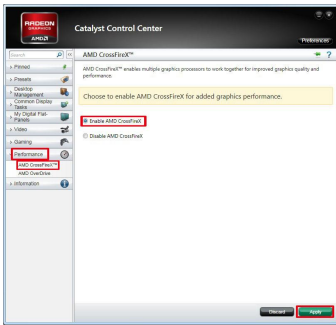 RADEON
GRAPHICS
AMD
Catalyst Control Center
Preferences
Search
AMD CrossFireX™
Pinned
Presets
Desktop
Management
Common Display
Tasks
My Digital Flat-
Panels
Video
Gaming
Performance
AMD CrossFireX™
AMD OverDrive
Information
AMD CrossFireX™ enables multiple graphics processors to work together for improved graphics quality and
performance.
Choose to enable AMD CrossFireX for added graphics performance.
Enable AMD CrossFireX
Disable AMD CrossFireX
Discard
Apply